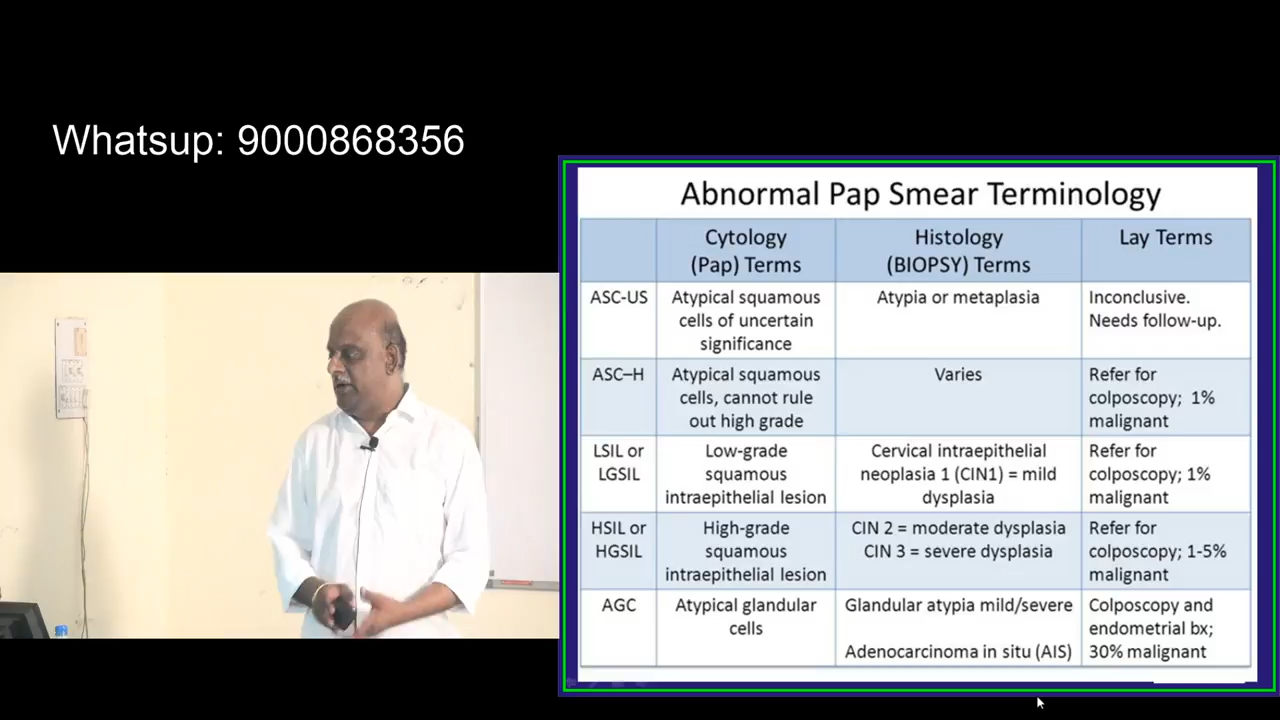 Whatsup: 9000868356
Abnormal Pap Smear Terminology
Cytology
(Pap) Terms
Histology
(BIOPSY) Terms
Lay Terms
ASC-US
Atypical squamous
cells of uncertain
significance
Atypia or metaplasia
Inconclusive.
Needs follow-up.
ASC–H
Atypical squamous
cells, cannot rule
out high grade
Varies
Refer for
colposcopy; 1%
malignant
LSIL or
LGSIL
Low-grade
squamous
intraepithelial lesion
Cervical intraepithelial
neoplasia 1 (CIN1) = mild
dysplasia
Refer for
colposcopy; 1%
malignant
HSIL or
HGSIL
High-grade
squamous
intraepithelial lesion
CIN 2 = moderate dysplasia
CIN 3 = severe dysplasia
Refer for
colposcopy; 1-5%
malignant
AGC
Atypical glandular
cells
Glandular atypia mild/severe
Adenocarcinoma in situ (AIS)
Colposcopy and
endometrial bx;
30% malignant